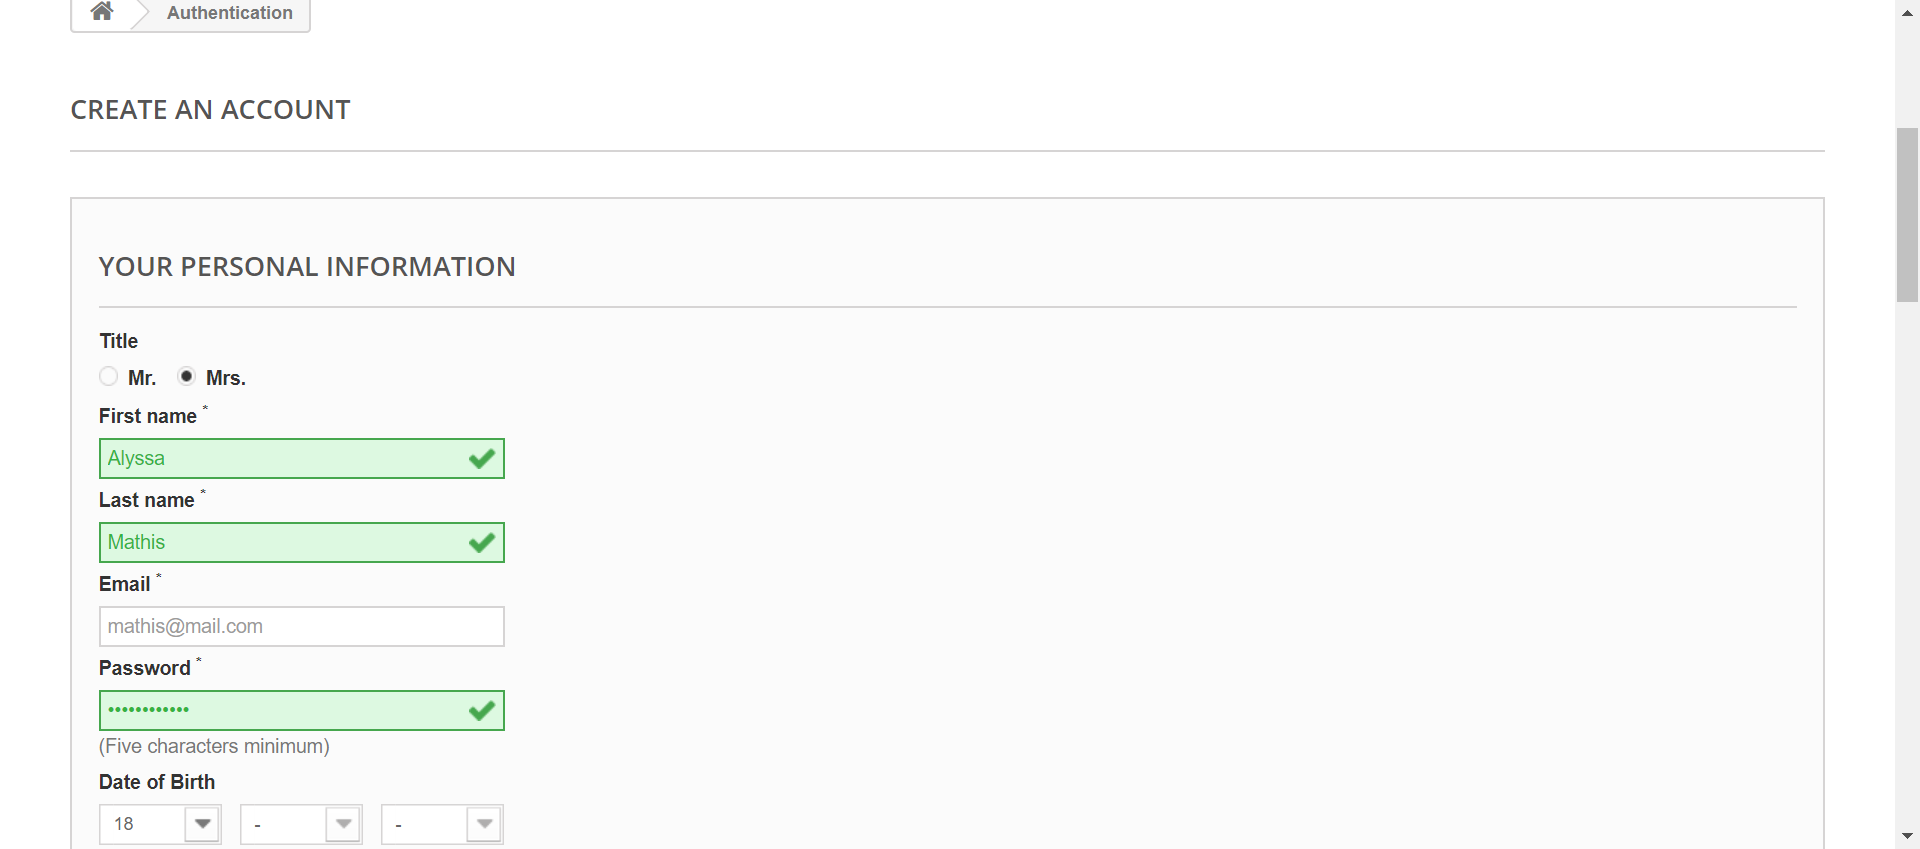 Authentication
CREATE AN ACCOUNT
YOUR PERSONAL INFORMATION
Title
Mr. Mrs.
First name *
Alyssa
Last name *
Mathis
Email *
mathis@mail.com
Password *
••••••••••••
(Five characters minimum)
Date of Birth
18 - -